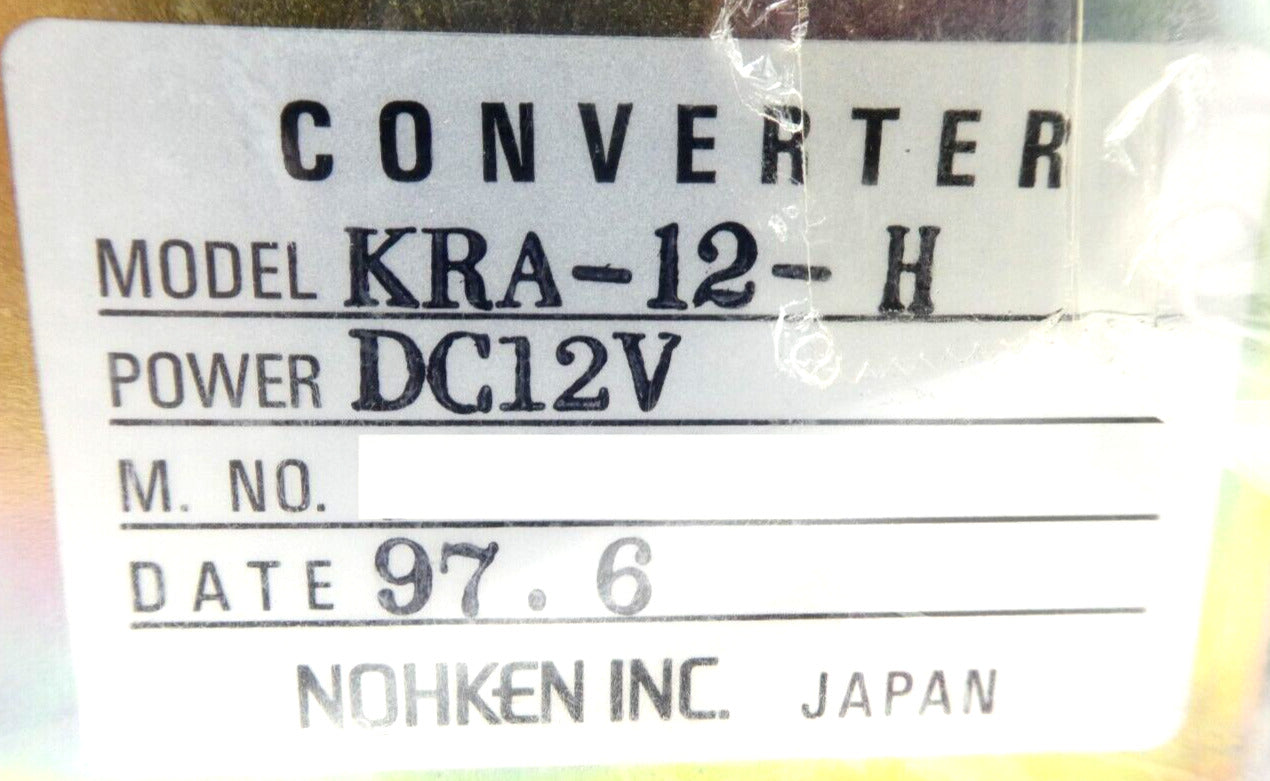 CONVERTER
MODEL KRA-12-H
POWER DC12V
M. NO.
DATE 97.6
NOHKEN INC. JAPAN